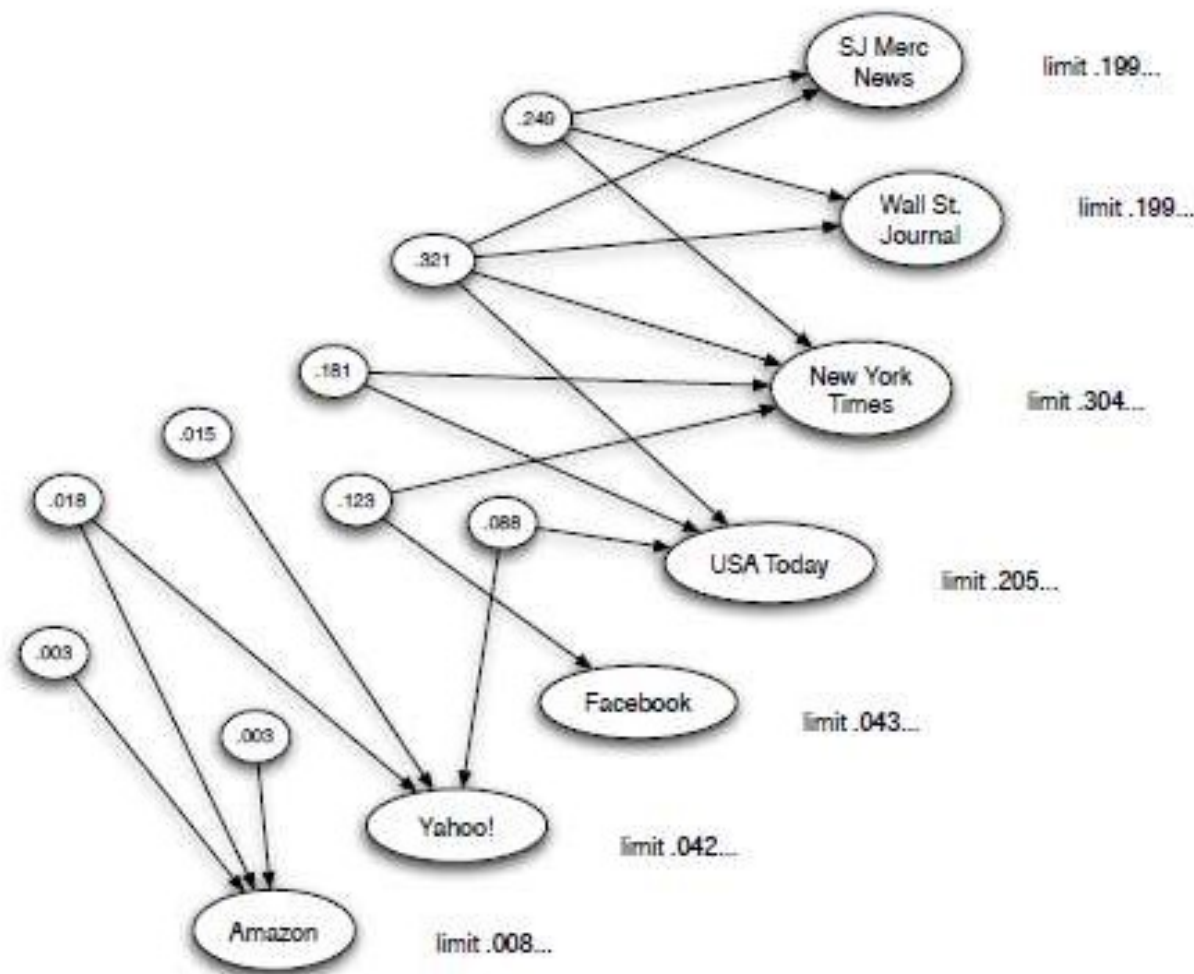 SJ Merc
News
limit .199...
.249
Wall St.
Journal
limit .199...
.321
.181
New York
Times
limit .304...
.015
.018
.123
.088
USA Today
limit .205...
.003
Facebook
limit .043...
.003
Yahoo!
limit .042...
Amazon
limit .008...